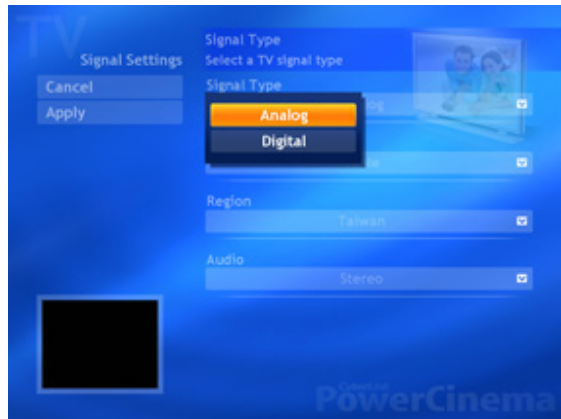 TV
Signal Settings
Cancel
Apply
Signal Type
Select a TV signal type
Signal Type
Analog
Digital
Region
Taiwan
Audio
Stereo
CyberLink
PowerCinema